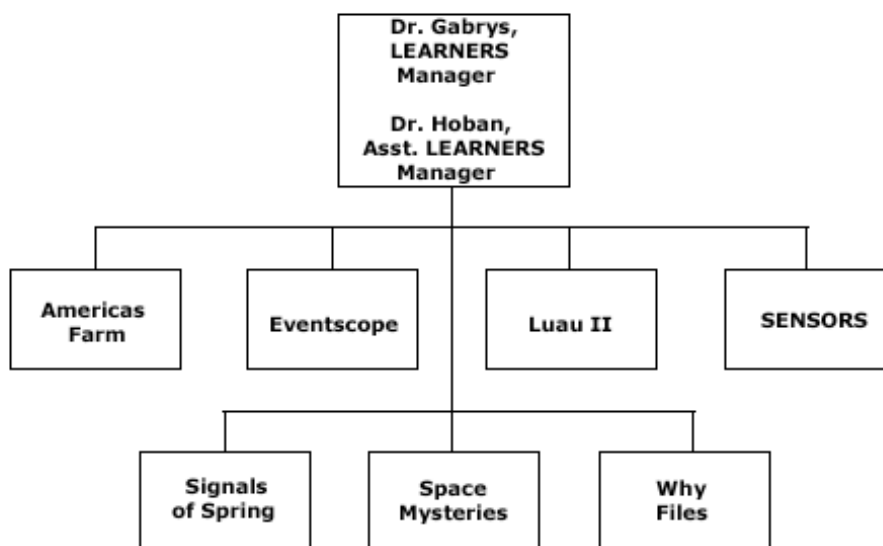 Dr. Gabrys,
LEARNERS
Manager
Dr. Hoban,
Asst. LEARNERS
Manager
Americas
Farm
Eventscope
Luau II
SENSORS
Signals
of Spring
Space
Mysteries
Why
Files